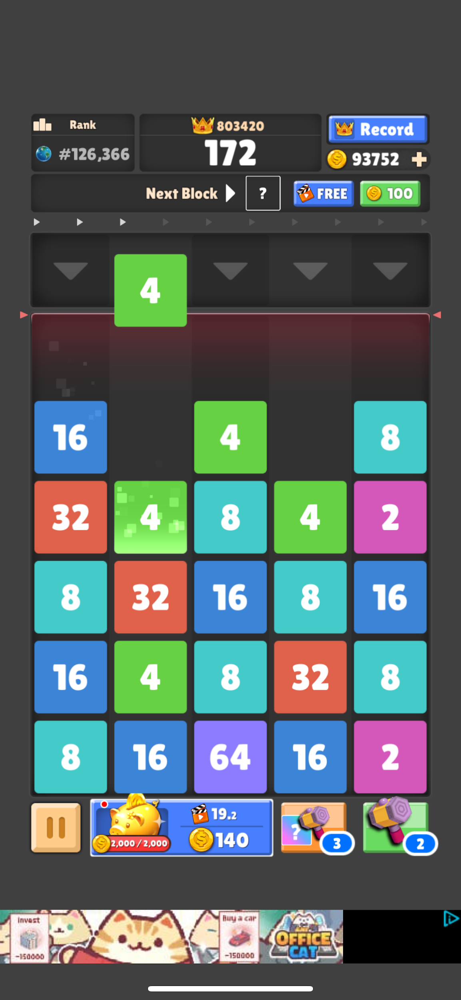 Rank
#126,366
803420
172
Record
93752
Next Block
?
FREE
100
4
16 4 8
32 4 8 4 2
8 32 16 8 16
16 4 8 32 8
8 16 64 16 2
2,000/2,000
19.2
140
?
3
2
Invest
-150000
Buy a car
-150000
OFFICE
CAT